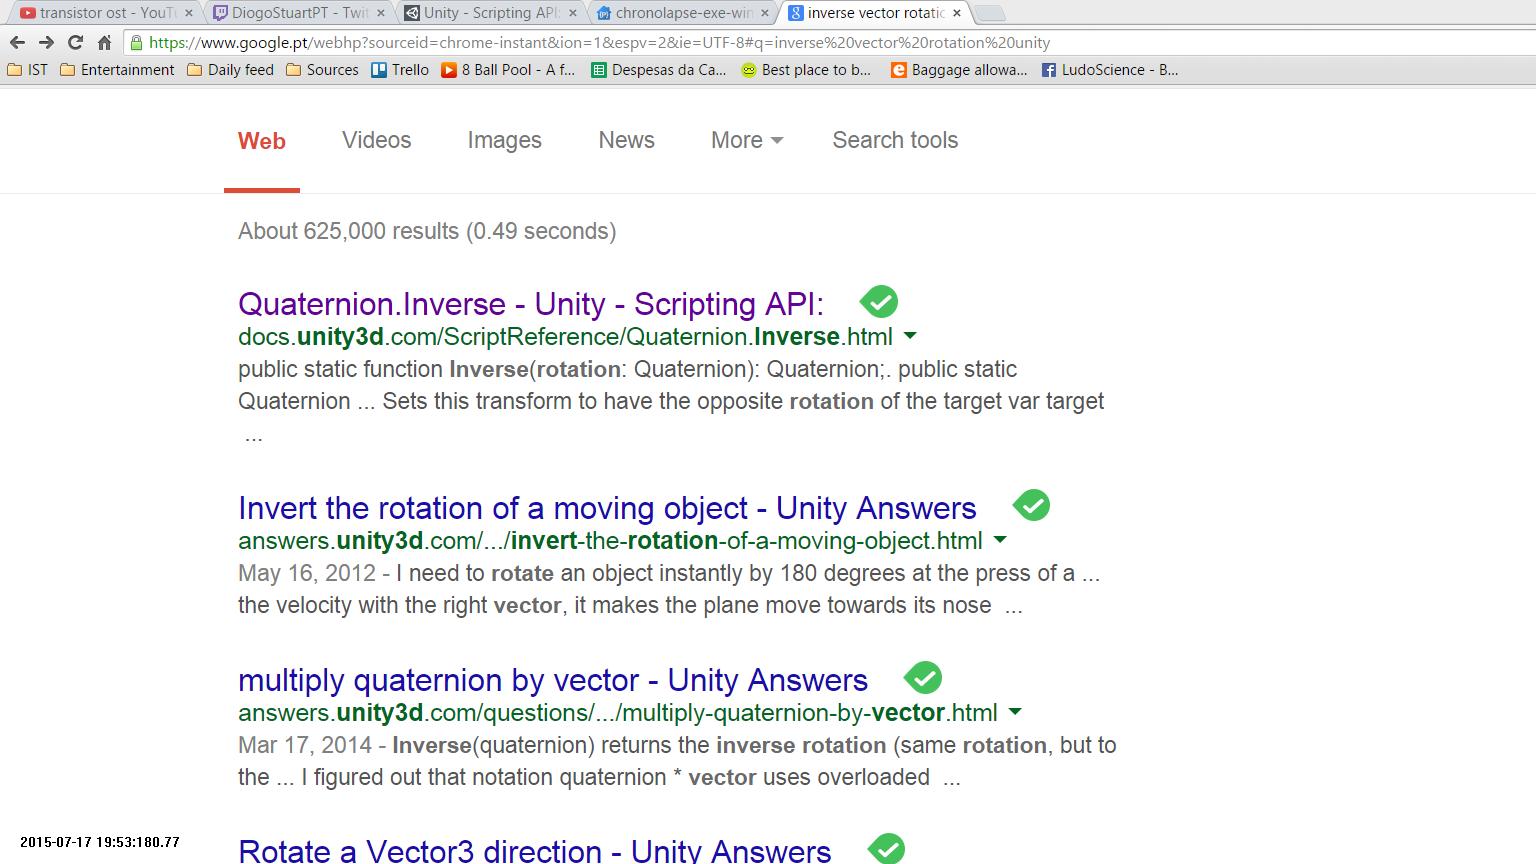 transistor ost - YouTu
DiogoStuartPT - Twit
Unity - Scripting API:
chronolapse-exe-win
inverse vector rotatic
https://www.google.pt/webhp?sourceid=chrome-instant&ion=1&espv=2&ie=UTF-8#q=inverse%20vector%20rotation%20unity
IST Entertainment Daily feed Sources Trello 8 Ball Pool - A f... Despesas da Ca... Best place to b... Baggage allowa... LudoScience - B...
Web Videos Images News More Search tools
About 625,000 results (0.49 seconds)
Quaternion.Inverse - Unity - Scripting API:
docs.unity3d.com/ScriptReference/Quaternion.Inverse.html
public static function Inverse(rotation: Quaternion): Quaternion;. public static
Quaternion ... Sets this transform to have the opposite rotation of the target var target
...
Invert the rotation of a moving object - Unity Answers
answers.unity3d.com/.../invert-the-rotation-of-a-moving-object.html
May 16, 2012 - I need to rotate an object instantly by 180 degrees at the press of a ...
the velocity with the right vector, it makes the plane move towards its nose ...
multiply quaternion by vector - Unity Answers
answers.unity3d.com/questions/.../multiply-quaternion-by-vector.html
Mar 17, 2014 - Inverse(quaternion) returns the inverse rotation (same rotation, but to
the ... I figured out that notation quaternion * vector uses overloaded ...
2015-07-17 19:53:180.77
Rotate a Vector3 direction - Unity Answers